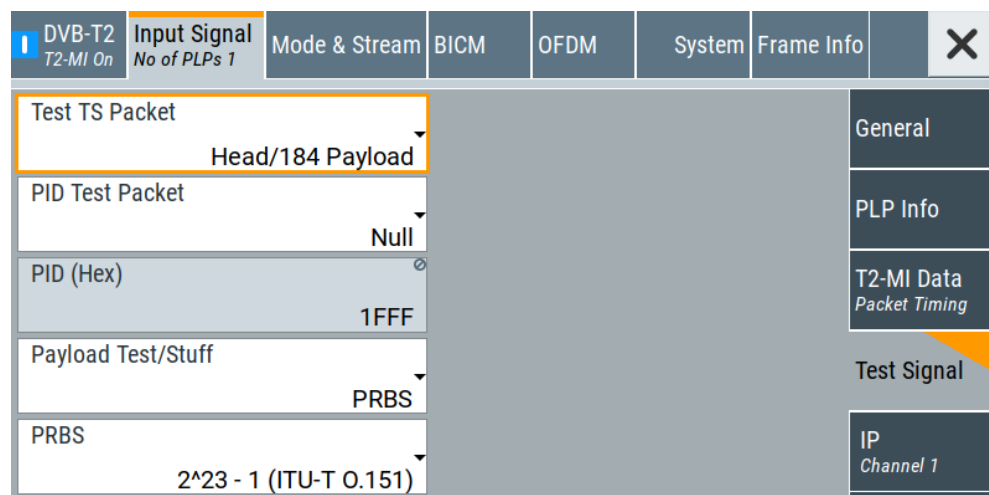 DVB-T2
T2-MI On
Input Signal
No of PLPs 1
Mode & Stream
BICM
OFDM
System
Frame Info
Test TS Packet
Head/184 Payload
PID Test Packet
Null
PID (Hex)
1FFF
Payload Test/Stuff
PRBS
PRBS
2^23 - 1 (ITU-T O.151)
General
PLP Info
T2-MI Data
Packet Timing
Test Signal
IP
Channel 1